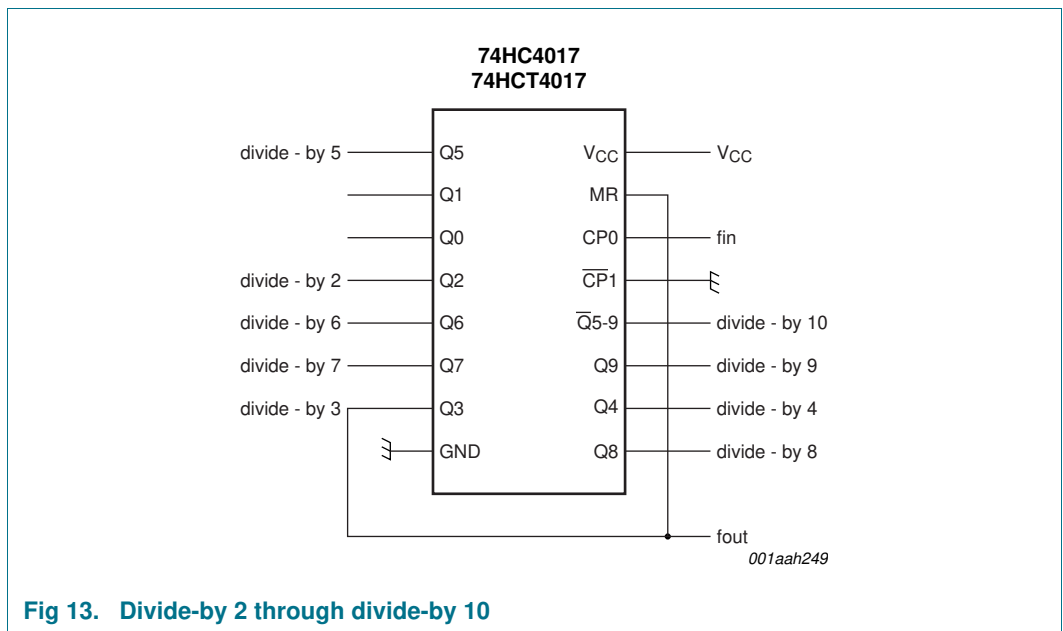 74HC4017
74HCT4017
divide - by 5 Q5 VCC VCC
Q1 MR
Q0 CP0 fin
divide - by 2 Q2 C̅P̅1
divide - by 6 Q6 Q̅5-9 divide - by 10
divide - by 7 Q7 Q9 divide - by 9
divide - by 3 Q3 Q4 divide - by 4
GND Q8 divide - by 8
fout
001aah249
Fig 13. Divide-by 2 through divide-by 10